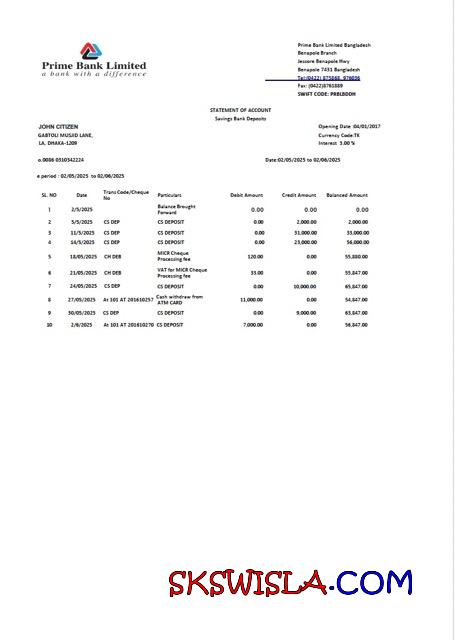 Prime Bank Limited
a bank with a difference
Prime Bank Limited Bangladesh
Benapole Branch
Jessore Benapole Hwy
Benapole 7431 Bangladesh
Tel:(0422) 875868, 976036
Fax: (0422)8761889
SWIFT CODE: PRBLBDDH
STATEMENT OF ACCOUNT
Savings Bank Deposits
JOHN CITIZEN
GABTOLI MUSJID LANE,
LA, DHAKA-1209
Opening Date :04/01/2017
Currency Code:TK
Interest 3.00 %
o.0086 0310342224
Date:02/05/2025 to 02/06/2025
e period : 02/05/2025 to 02/06/2025
SL. NO Date Trans Code/Cheque No Particulars Debit Amount Credit Amount Balanced Amount
1 2/5/2025 Balance Brought Forward 0.00 0.00 0.00
2 5/5/2025 CS DEP CS DEPOSIT 0.00 2,000.00 2,000.00
3 11/5/2025 CS DEP CS DEPOSIT 0.00 31,000.00 33,000.00
4 14/5/2025 CS DEP CS DEPOSIT 0.00 23,000.00 56,000.00
5 18/05/2025 CH DEB MICR Cheque Processing fee 120.00 0.00 55,880.00
6 21/05/2025 CH DEB VAT for MICR Cheque Processing fee 33.00 0.00 55,847.00
7 24/05/2025 CS DEP CS DEPOSIT 0.00 10,000.00 65,847.00
8 27/05/2025 At 101 AT 201610257 Cash withdraw from ATM CARD 11,000.00 0.00 54,847.00
9 30/05/2025 CS DEP CS DEPOSIT 0.00 9,000.00 63,847.00
10 2/6/2025 At 101 AT 201610270 CS DEPOSIT 7,000.00 0.00 56,847.00
SKSWISLA.COM